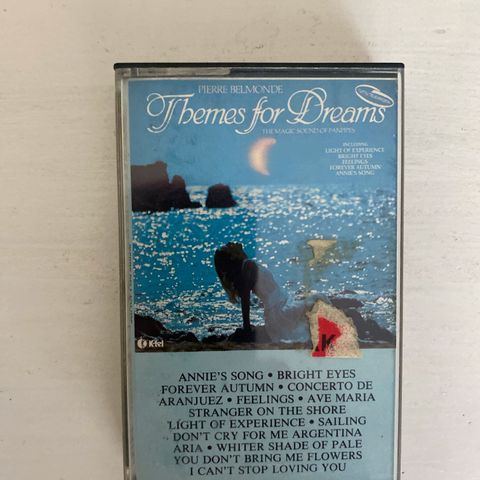 PIERRE BELMONDE
Themes for Dreams
THE MAGIC SOUND OF PANPIPES
INCLUDING
LIGHT OF EXPERIENCE
BRIGHT EYES
FEELINGS
FOREVER AUTUMN
ANNIE'S SONG
K-tel
K
ANNIE'S SONG • BRIGHT EYES
FOREVER AUTUMN • CONCERTO DE
ARANJUEZ • FEELINGS • AVE MARIA
STRANGER ON THE SHORE
LIGHT OF EXPERIENCE • SAILING
DON'T CRY FOR ME ARGENTINA
ARIA • WHITER SHADE OF PALE
YOU DON'T BRING ME FLOWERS
I CAN'T STOP LOVING YOU